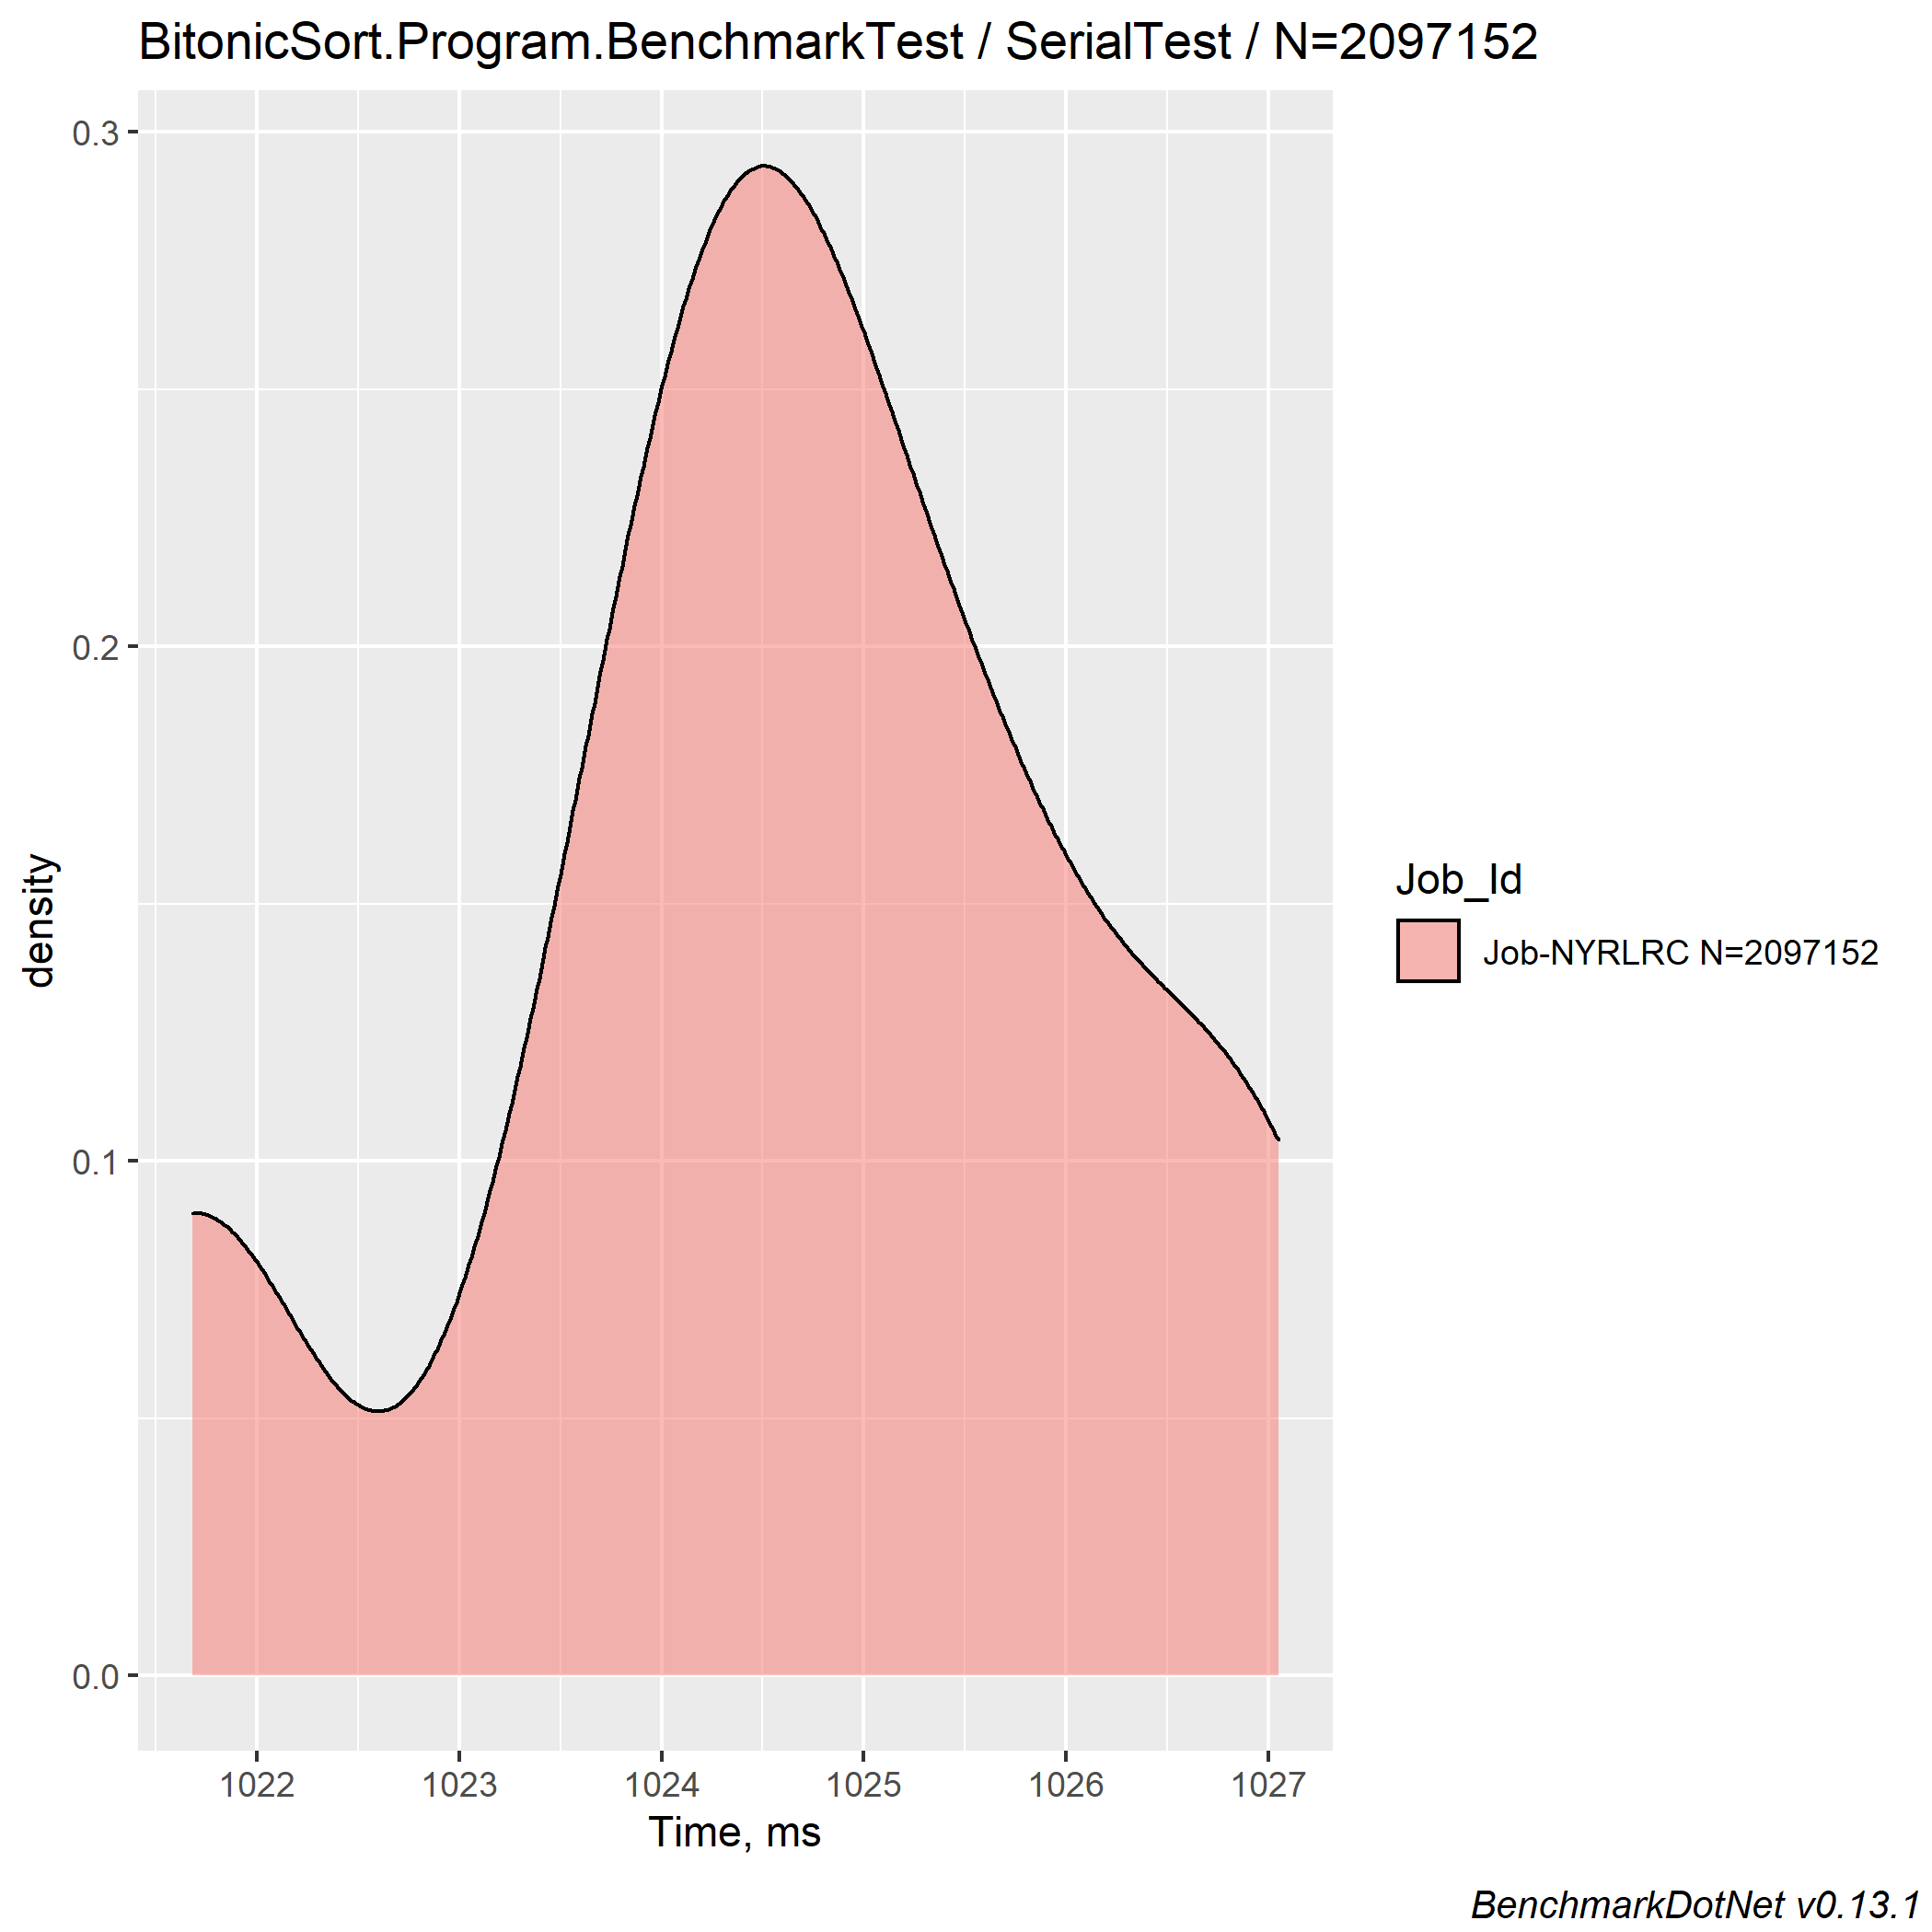 BitonicSort.Program.BenchmarkTest / SerialTest / N=2097152
0.3
0.2
0.1
0.0
density
1022 1023 1024 1025 1026 1027
Time, ms
Job_Id
Job-NYRLRC N=2097152
BenchmarkDotNet v0.13.1